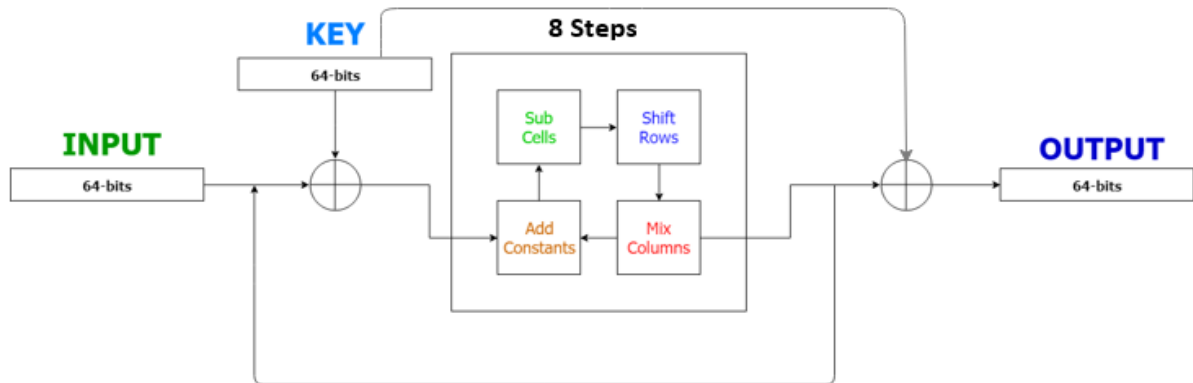 8 Steps
KEY
64-bits
INPUT
64-bits
Sub
Cells
Shift
Rows
Add
Constants
Mix
Columns
OUTPUT
64-bits